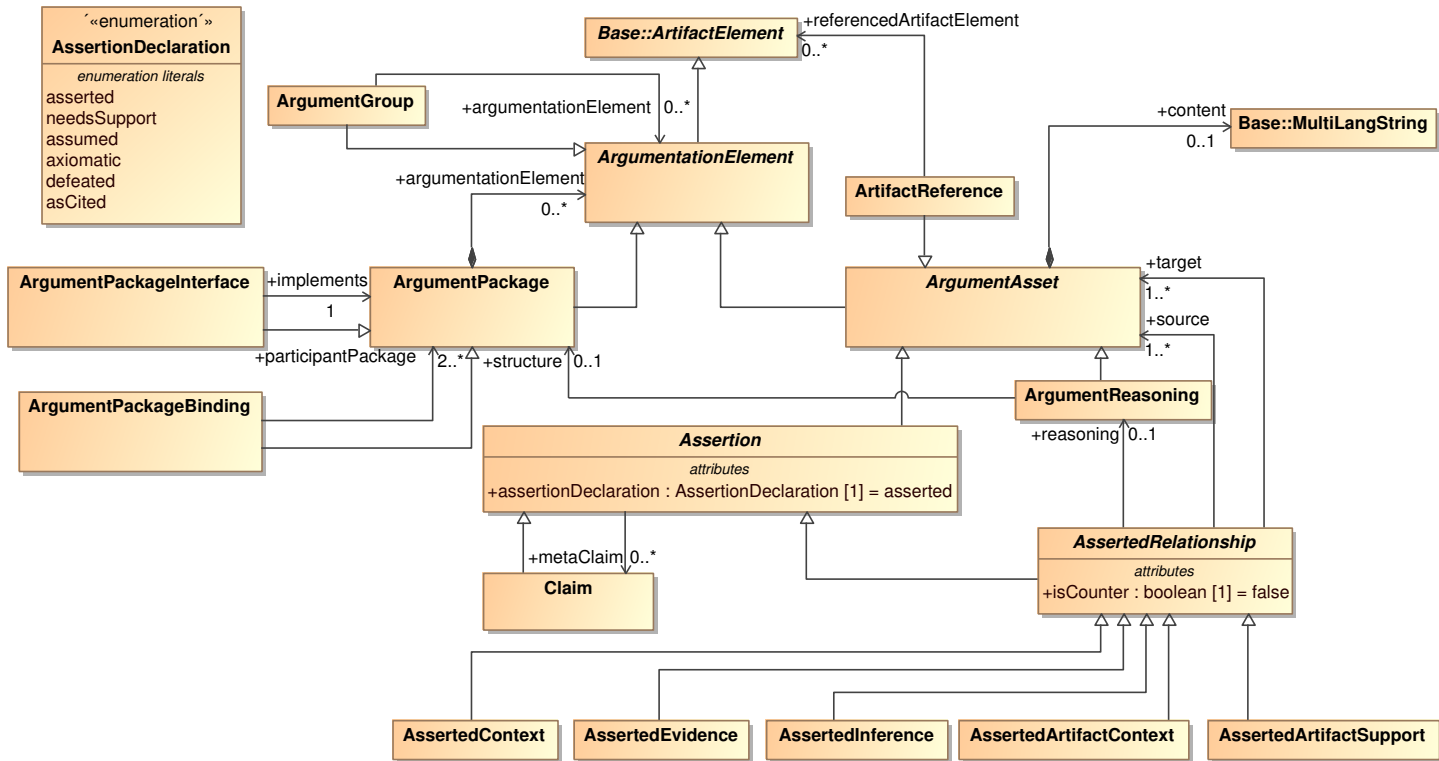 ´«enumeration´»
AssertionDeclaration
enumeration literals
asserted
needsSupport
assumed
axiomatic
defeated
asCited
Base::ArtifactElement
+referencedArtifactElement
0..*
ArgumentGroup
+argumentationElement
0..*
+content
0..1
Base::MultiLangString
ArgumentationElement
+argumentationElement
0..*
ArtifactReference
ArgumentPackageInterface
+implements
1
ArgumentPackage
ArgumentAsset
+target
1..*
+source
1..*
+participantPackage
2..*
+structure
0..1
ArgumentPackageBinding
ArgumentReasoning
+reasoning
0..1
Assertion
attributes
+assertionDeclaration : AssertionDeclaration [1] = asserted
+metaClaim
0..*
Claim
AssertedRelationship
attributes
+isCounter : boolean [1] = false
AssertedContext
AssertedEvidence
AssertedInference
AssertedArtifactContext
AssertedArtifactSupport